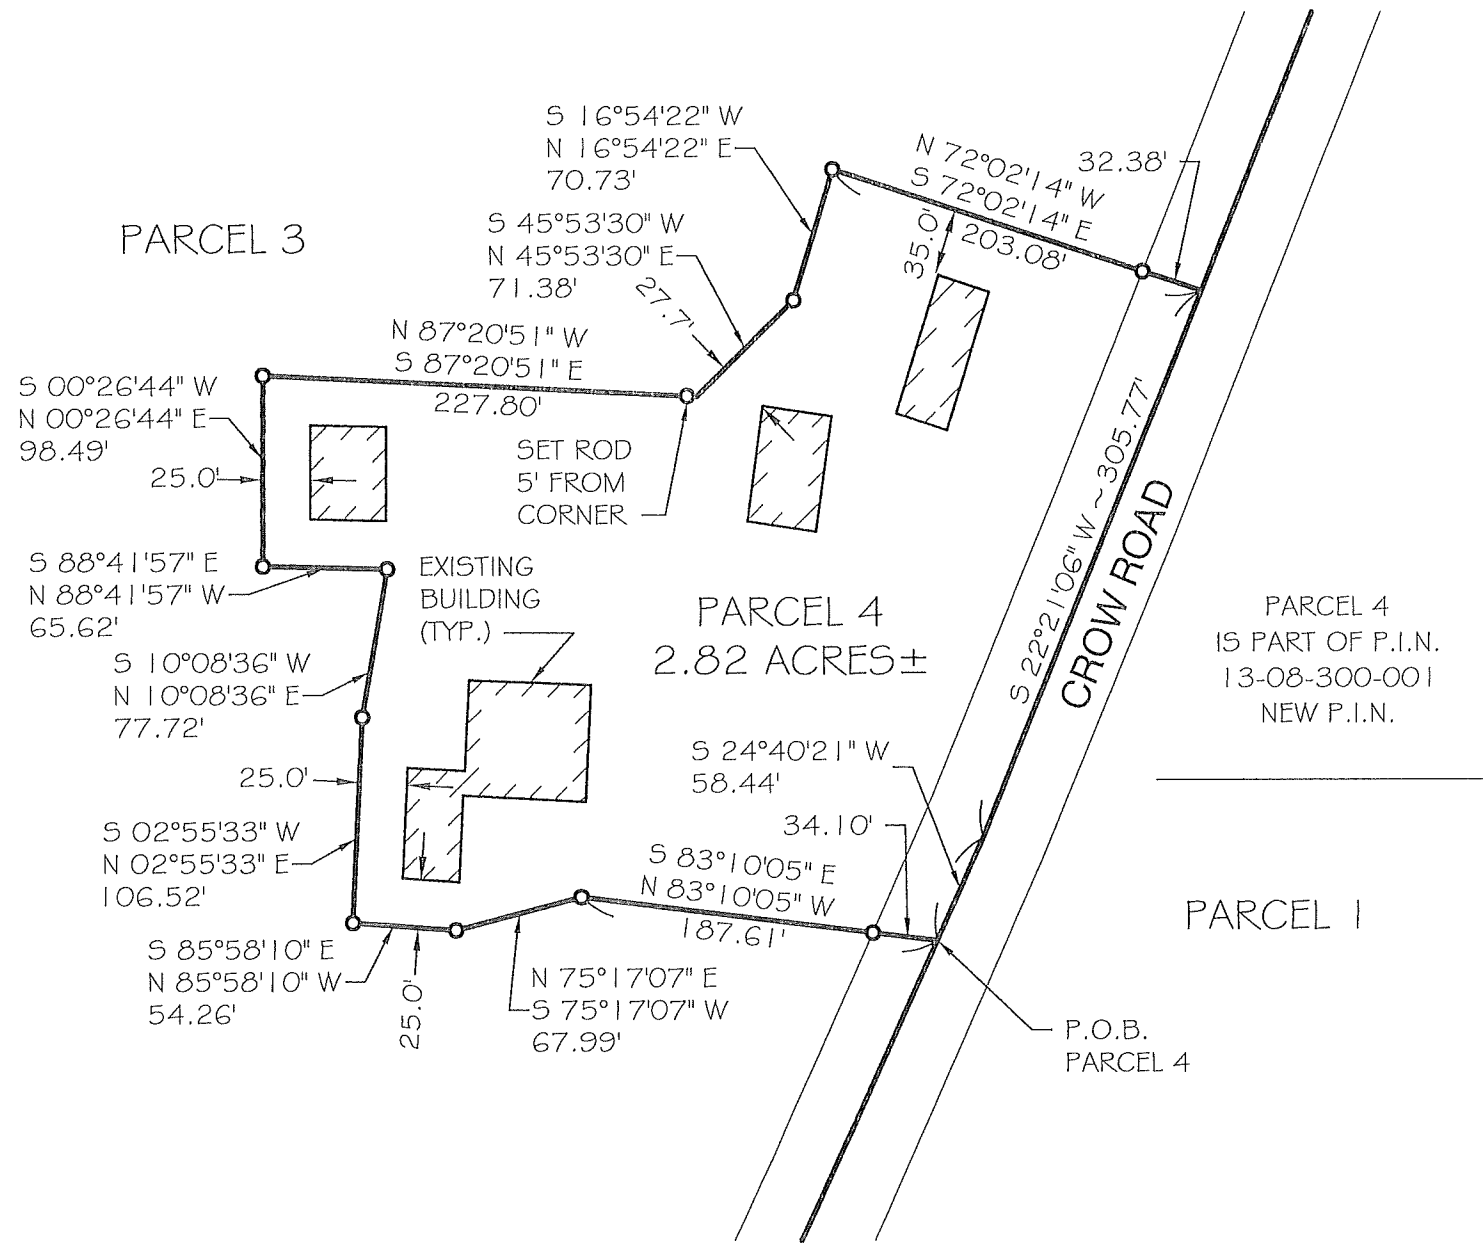 S 16°54'22" W
N 16°54'22" E
70.73'
N 72°02'14" W
S 72°02'14" E
203.08'
32.38'
35.0'
PARCEL 3
S 45°53'30" W
N 45°53'30" E
71.38'
27.7'
N 87°20'51" W
S 87°20'51" E
227.80'
S 00°26'44" W
N 00°26'44" E
98.49'
25.0'
SET ROD
5' FROM
CORNER
S 88°41'57" E
N 88°41'57" W
65.62'
EXISTING
BUILDING
(TYP.)
PARCEL 4
2.82 ACRES±
S 22°21'06" W ~ 305.77'
CROW ROAD
PARCEL 4
IS PART OF P.I.N.
13-08-300-001
NEW P.I.N.
S 10°08'36" W
N 10°08'36" E
77.72'
25.0'
S 24°40'21" W
58.44'
34.10'
S 02°55'33" W
N 02°55'33" E
106.52'
S 83°10'05" E
N 83°10'05" W
187.61'
PARCEL 1
S 85°58'10" E
N 85°58'10" W
54.26'
25.0'
N 75°17'07" E
S 75°17'07" W
67.99'
P.O.B.
PARCEL 4